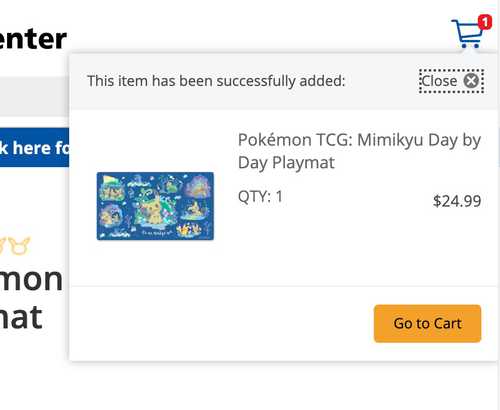 enter
1
This item has been successfully added:
Close
k here fo
Pokémon TCG: Mimikyu Day by
Day Playmat
QTY: 1
$24.99
mon
nat
Go to Cart